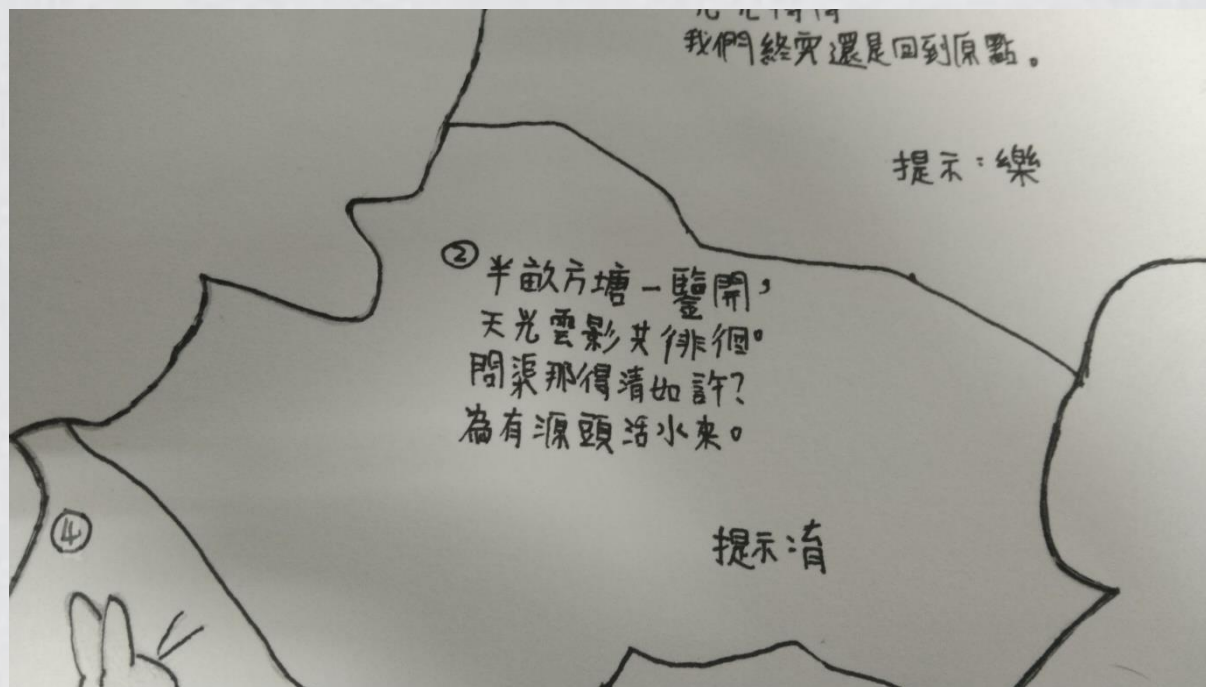 我們終究還是回到原點。
提示:樂
② 半畝方塘一鑒開,
天光雲影共徘徊。
問渠那得清如許?
為有源頭活水來。
提示:育
④